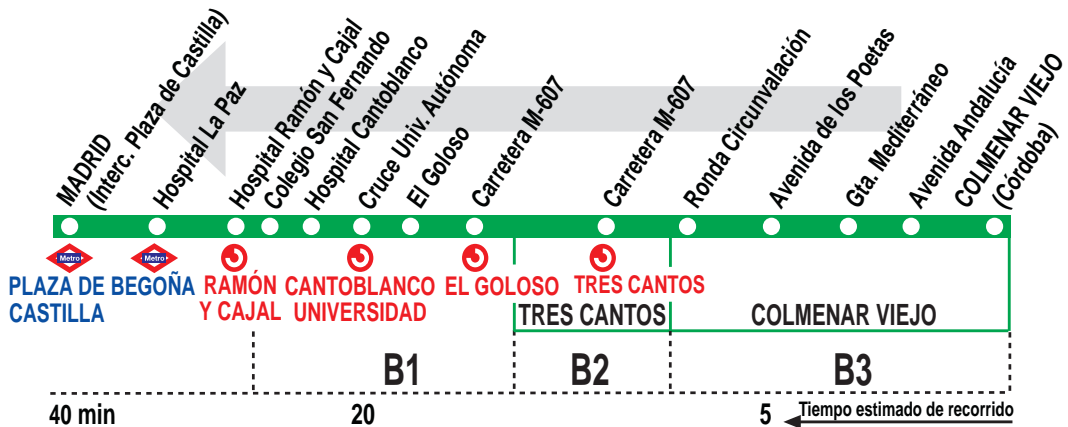 MADRID
(Interc. Plaza de Castilla)
Hospital La Paz
Hospital Ramón y Cajal
Colegio San Fernando
Hospital Cantoblanco
Cruce Univ. Autónoma
El Goloso
Carretera M-607
Carretera M-607
Ronda Circunvalación
Avenida de los Poetas
Gta. Mediterráneo
Avenida Andalucía
COLMENAR VIEJO
(Córdoba)
Metro
Metro
PLAZA DE
CASTILLA
BEGOÑA
RAMÓN
Y CAJAL
CANTOBLANCO
UNIVERSIDAD
EL GOLOSO
TRES CANTOS
TRES CANTOS
COLMENAR VIEJO
B1
B2
B3
40 min
20
5
Tiempo estimado de recorrido